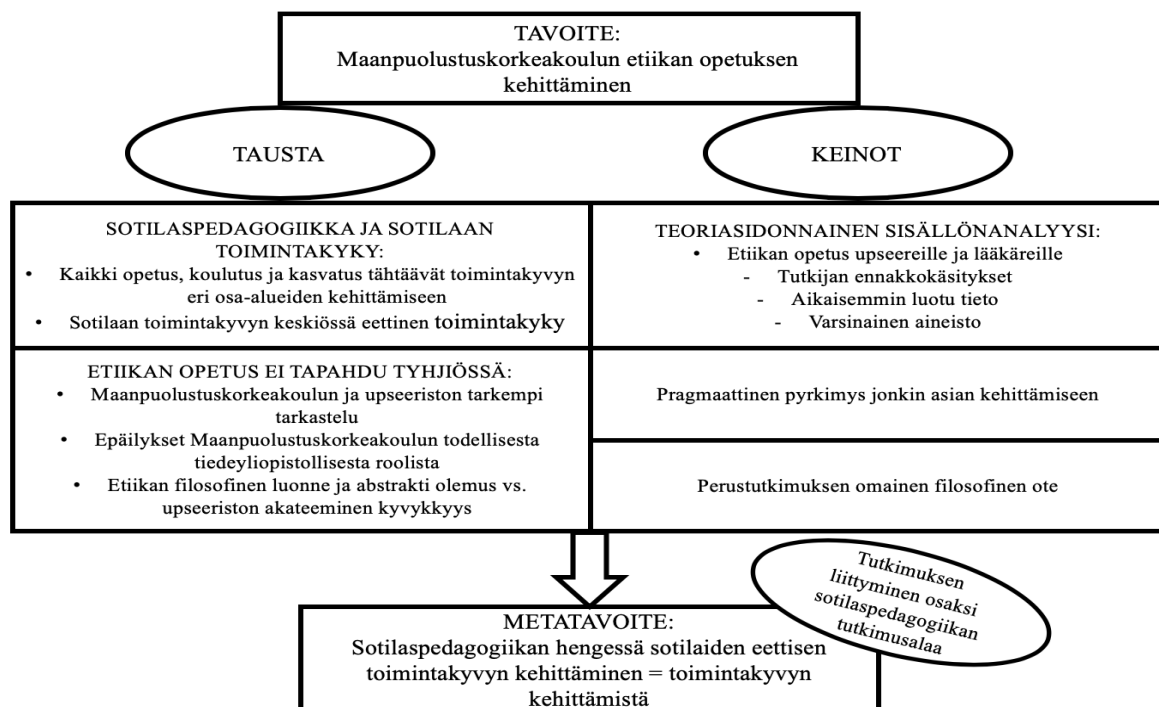 TAVOITE:
Maanpuolustuskorkeakoulun etiikan opetuksen
kehittäminen
TAUSTA
KEINOT
SOTILASPEDAGOGIIKKA JA SOTILAAN
TOIMINTAKYKY:
• Kaikki opetus, koulutus ja kasvatus tähtäävät toimintakyvyn
eri osa-alueiden kehittämiseen
• Sotilaan toimintakyvyn keskiössä eettinen toimintakyky
TEORIASIDONNAINEN SISÄLLÖNANALYYSI:
• Etiikan opetus upseereille ja lääkäreille
- Tutkijan ennakkokäsitykset
- Aikaisemmin luotu tieto
- Varsinainen aineisto
ETIIKAN OPETUS EI TAPAHDU TYHJIÖSSÄ:
• Maanpuolustuskorkeakoulun ja upseeriston tarkempi
tarkastelu
• Epäilykset Maanpuolustuskorkeakoulun todellisesta
tiedeyliopistollisesta roolista
• Etiikan filosofinen luonne ja abstrakti olemus vs.
upseeriston akateeminen kyvykkyys
Pragmaattinen pyrkimys jonkin asian kehittämiseen
Perustutkimuksen omainen filosofinen ote
Tutkimuksen
liittyminen osaksi
sotilaspedagogiikan
tutkimusalaa
METATAVOITE:
Sotilaspedagogiikan hengessä sotilaiden eettisen
toimintakyvyn kehittäminen = toimintakyvyn
kehittämistä